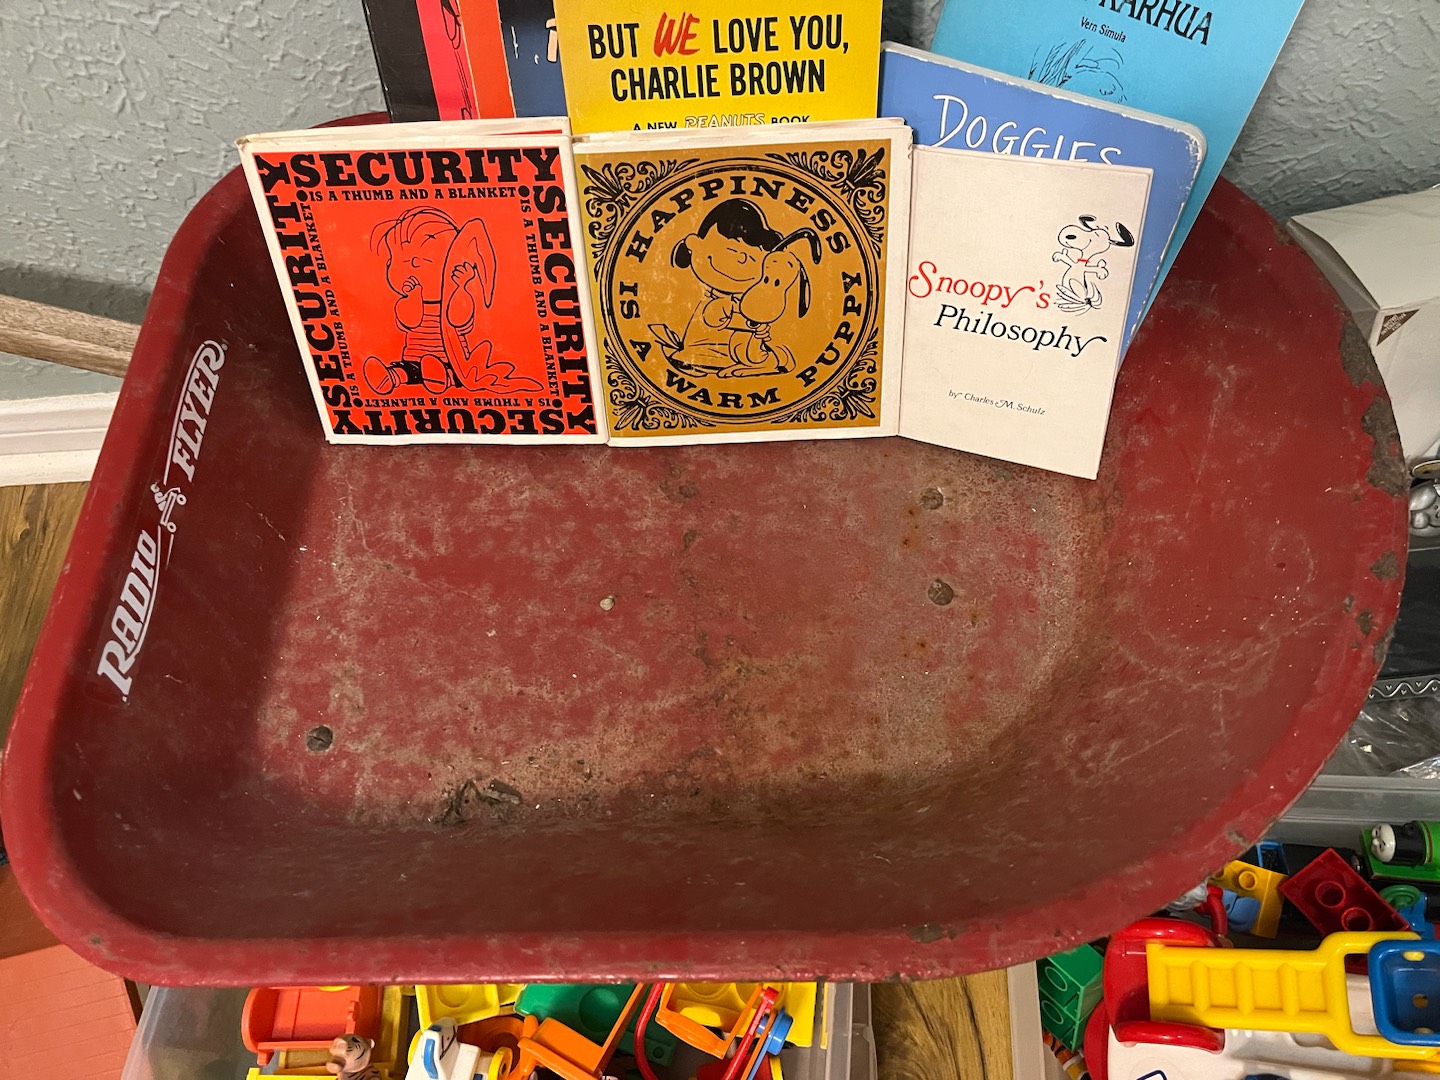 BUT WE LOVE YOU,
CHARLIE BROWN
A NEW PEANUTS BOOK
Vern Simula
DOGGIES
SECURITY
IS A THUMB AND A BLANKET
SECURITY
IS A THUMB AND A BLANKET
SECURITY
IS A THUMB AND A BLANKET
SECURITY
IS A THUMB AND A BLANKET
HAPPINESS
IS A WARM PUPPY
Snoopy's
Philosophy
by Charles M. Schulz
RADIO FLYER